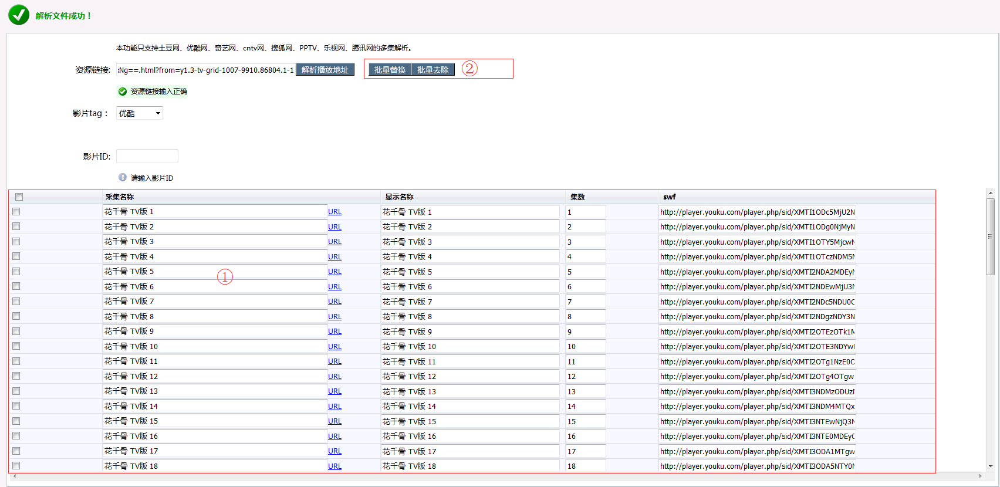 解析文件成功！
本功能只支持土豆网、优酷网、奇艺网、cntv网、搜狐网、PPTV、乐视网、腾讯网的多集解析。
资源链接: :Ng==.html?from=y1.3-tv-grid-1007-9910.86804.1-1 解析播放地址 批量替换 批量去除 ②
资源链接输入正确
影片tag： 优酷
影片ID:
请输入影片ID
采集名称 显示名称 集数 swf
花千骨 TV版 1 URL 花千骨 TV版 1 1 http://player.youku.com/player.php/sid/XMTI1ODc5MjU2N
花千骨 TV版 2 URL 花千骨 TV版 2 2 http://player.youku.com/player.php/sid/XMTI1ODg0NjMyN
花千骨 TV版 3 URL 花千骨 TV版 3 3 http://player.youku.com/player.php/sid/XMTI1OTY5MjcwN
花千骨 TV版 4 URL 花千骨 TV版 4 4 http://player.youku.com/player.php/sid/XMTI1OTczNDM5N
花千骨 TV版 5 URL 花千骨 TV版 5 5 http://player.youku.com/player.php/sid/XMTI2NDA2MDEyN
①
花千骨 TV版 6 URL 花千骨 TV版 6 6 http://player.youku.com/player.php/sid/XMTI2NDEwMjU3N
花千骨 TV版 7 URL 花千骨 TV版 7 7 http://player.youku.com/player.php/sid/XMTI2NDc5NDU0C
花千骨 TV版 8 URL 花千骨 TV版 8 8 http://player.youku.com/player.php/sid/XMTI2NDgzNDY3N
花千骨 TV版 9 URL 花千骨 TV版 9 9 http://player.youku.com/player.php/sid/XMTI2OTEzOTk1N
花千骨 TV版 10 URL 花千骨 TV版 10 10 http://player.youku.com/player.php/sid/XMTI2OTE3NDYw
花千骨 TV版 11 URL 花千骨 TV版 11 11 http://player.youku.com/player.php/sid/XMTI2OTg1NzE0C
花千骨 TV版 12 URL 花千骨 TV版 12 12 http://player.youku.com/player.php/sid/XMTI2OTg4OTgw
花千骨 TV版 13 URL 花千骨 TV版 13 13 http://player.youku.com/player.php/sid/XMTI3NDMzODUz
花千骨 TV版 14 URL 花千骨 TV版 14 14 http://player.youku.com/player.php/sid/XMTI3NDM4MTQx
花千骨 TV版 15 URL 花千骨 TV版 15 15 http://player.youku.com/player.php/sid/XMTI3NTEwNjQ3N
花千骨 TV版 16 URL 花千骨 TV版 16 16 http://player.youku.com/player.php/sid/XMTI3NTE0MDEyC
花千骨 TV版 17 URL 花千骨 TV版 17 17 http://player.youku.com/player.php/sid/XMTI3ODA1MTgw
花千骨 TV版 18 URL 花千骨 TV版 18 18 http://player.youku.com/player.php/sid/XMTI3ODA5NTY0N